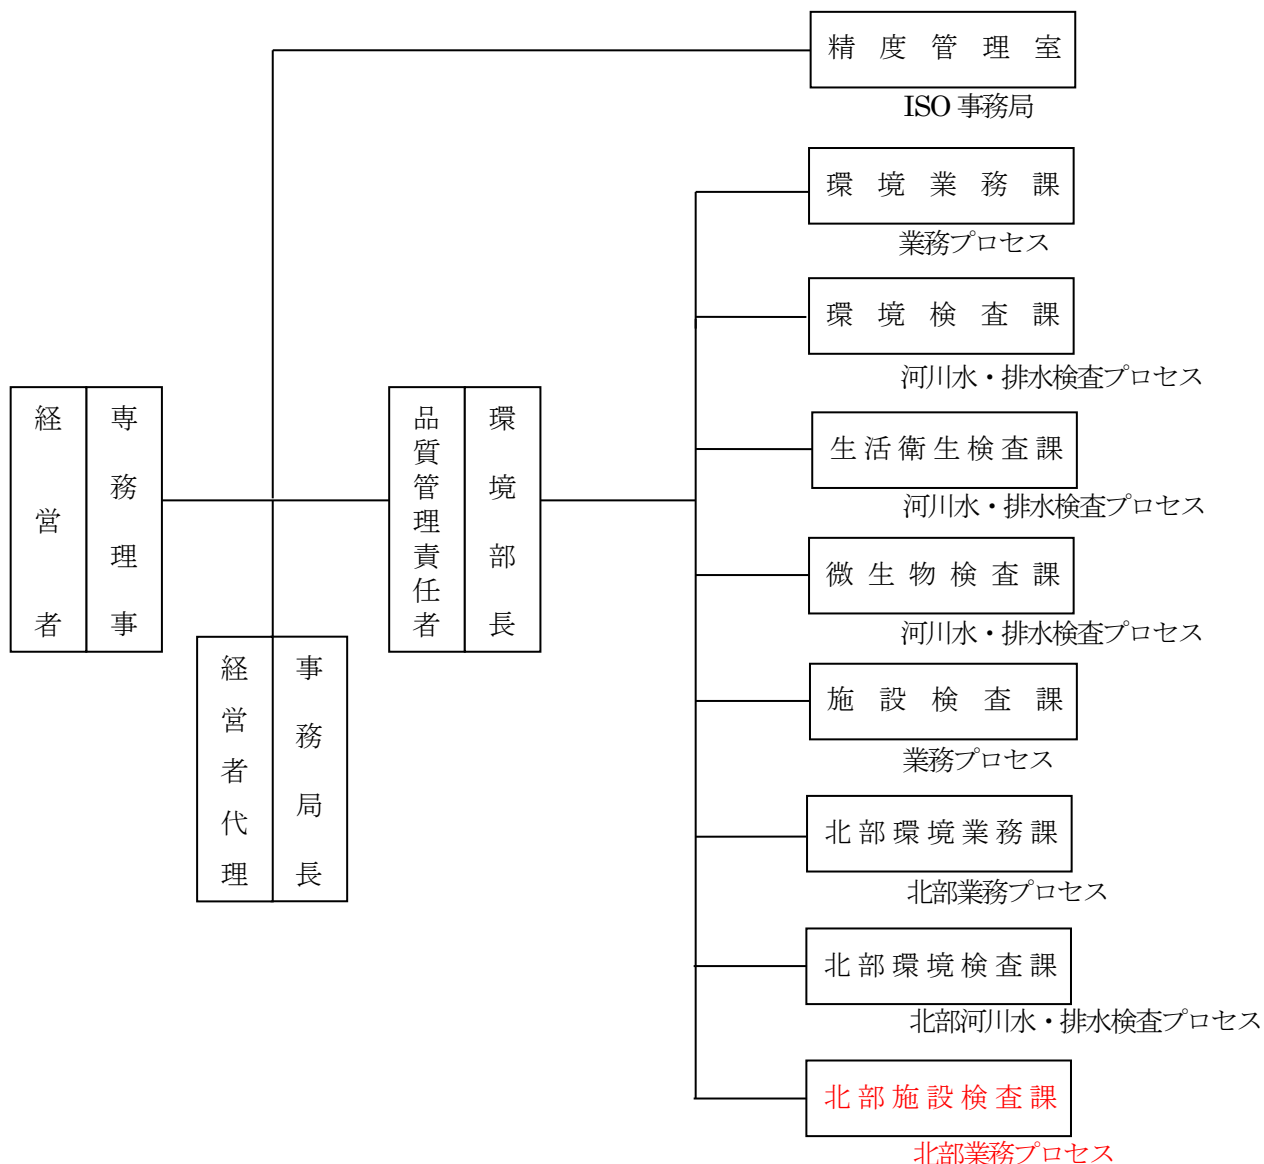 精度管理室
ISO 事務局
環境業務課
業務プロセス
環境検査課
河川水・排水検査プロセス
経営者
専務理事
品質管理責任者
環境部長
生活衛生検査課
河川水・排水検査プロセス
微生物検査課
河川水・排水検査プロセス
経営者代理
事務局長
施設検査課
業務プロセス
北部環境業務課
北部業務プロセス
北部環境検査課
北部河川水・排水検査プロセス
北部施設検査課
北部業務プロセス